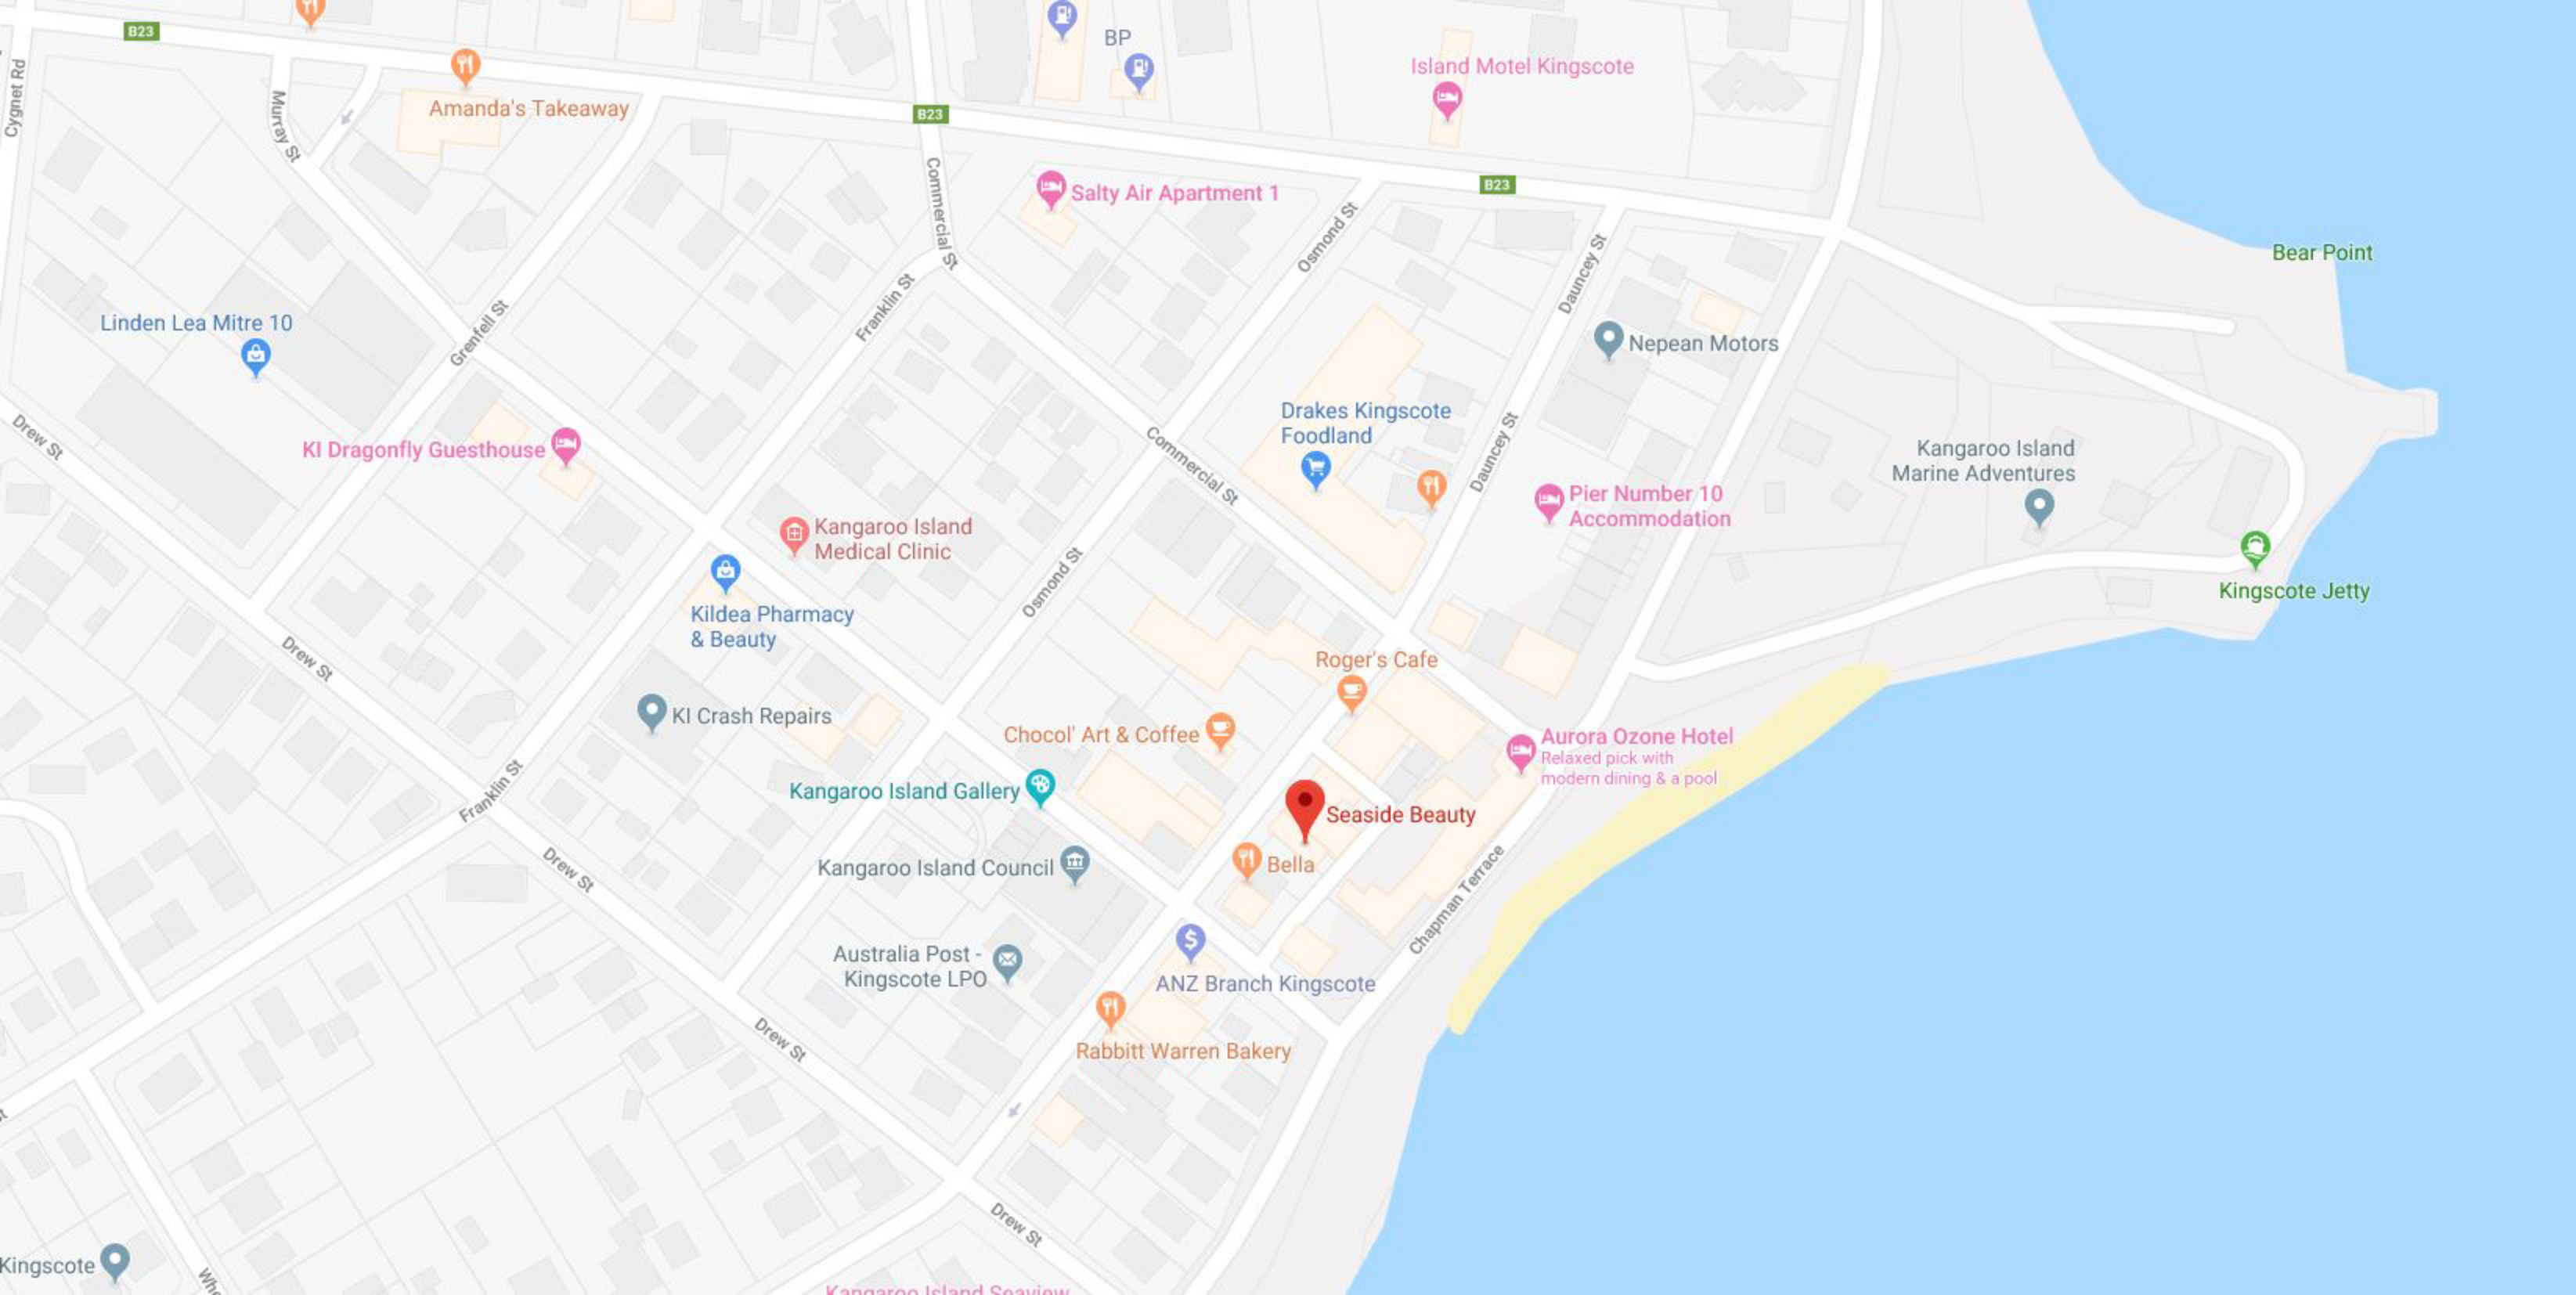 B23
BP
Island Motel Kingscote
Cygnet Rd
Amanda's Takeaway
Murray St
B23
Commercial St
Salty Air Apartment 1
B23
Osmond St
Dauncey St
Bear Point
Franklin St
Linden Lea Mitre 10
Grenfell St
Nepean Motors
Drakes Kingscote
Foodland
Drew St
KI Dragonfly Guesthouse
Commercial St
Dauncey St
Kangaroo Island
Marine Adventures
Pier Number 10
Accommodation
Kangaroo Island
Medical Clinic
Osmond St
Kingscote Jetty
Kildea Pharmacy
& Beauty
Drew St
Roger's Cafe
KI Crash Repairs
Chocol' Art & Coffee
Aurora Ozone Hotel
Relaxed pick with
modern dining & a pool
Kangaroo Island Gallery
Franklin St
Seaside Beauty
Kangaroo Island Council
Bella
Drew St
Chapman Terrace
Australia Post -
Kingscote LPO
ANZ Branch Kingscote
Drew St
Rabbitt Warren Bakery
Drew St
Kingscote
Kangaroo Island Seaview